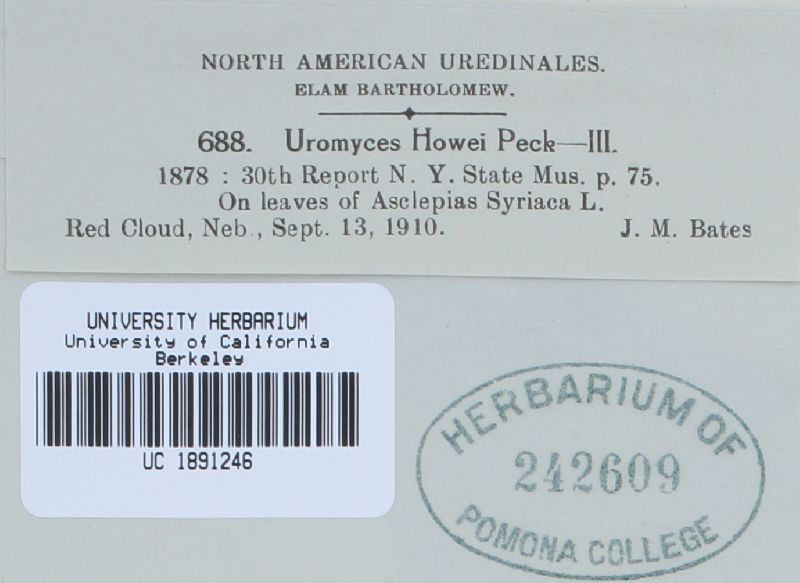 NORTH AMERICAN UREDINALES.
ELAM BARTHOLOMEW.
688. Uromyces Howei Peck—III.
1878 : 30th Report N. Y. State Mus. p. 75.
On leaves of Asclepias Syriaca L.
Red Cloud, Neb., Sept. 13, 1910. J. M. Bates
UNIVERSITY HERBARIUM
University of California
Berkeley
UC 1891246
HERBARIUM OF
242609
POMONA COLLEGE